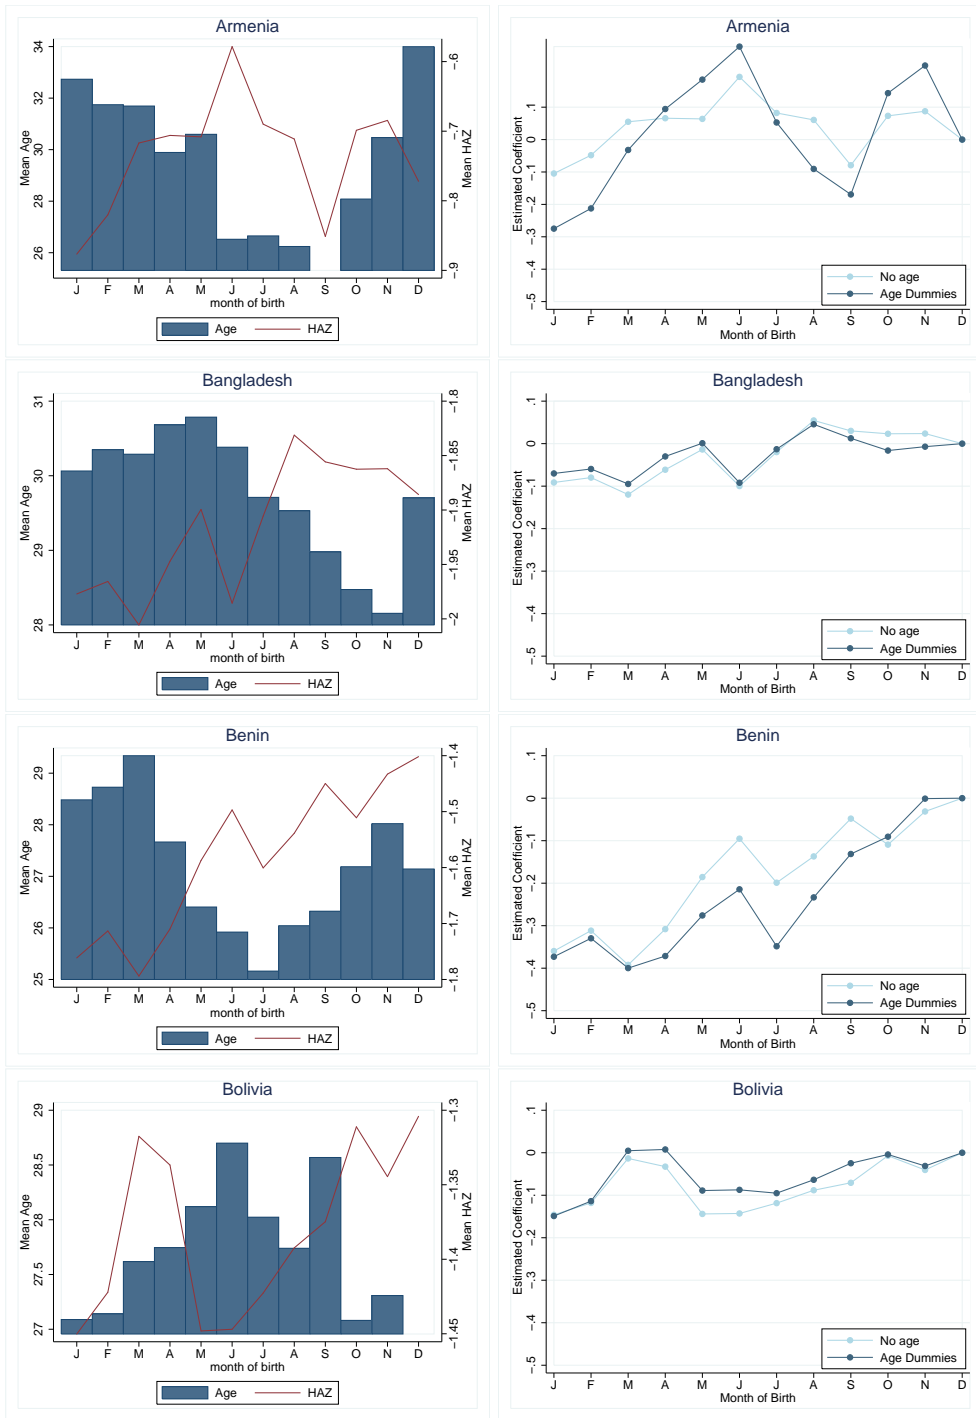 Armenia
34
32
30
28
26
Mean Age
-.6
-.7
-.8
-.9
Mean HAZ
J F M A M J J A S O N D
month of birth
Age HAZ
Armenia
.1
0
-.1
-.2
-.3
-.4
-.5
Estimated Coefficient
No age
Age Dummies
J F M A M J J A S O N D
Month of Birth
Bangladesh
31
30
29
28
Mean Age
-1.8
-1.85
-1.9
-1.95
-2
Mean HAZ
J F M A M J J A S O N D
month of birth
Age HAZ
Bangladesh
.1
0
-.1
-.2
-.3
-.4
-.5
Estimated Coefficient
No age
Age Dummies
J F M A M J J A S O N D
Month of Birth
Benin
29
28
27
26
25
Mean Age
-1.4
-1.5
-1.6
-1.7
-1.8
Mean HAZ
J F M A M J J A S O N D
month of birth
Age HAZ
Benin
.1
0
-.1
-.2
-.3
-.4
-.5
Estimated Coefficient
No age
Age Dummies
J F M A M J J A S O N D
Month of Birth
Bolivia
29
28.5
28
27.5
27
Mean Age
-1.3
-1.35
-1.4
-1.45
Mean HAZ
J F M A M J J A S O N D
month of birth
Age HAZ
Bolivia
.1
0
-.1
-.2
-.3
-.4
-.5
Estimated Coefficient
No age
Age Dummies
J F M A M J J A S O N D
Month of Birth